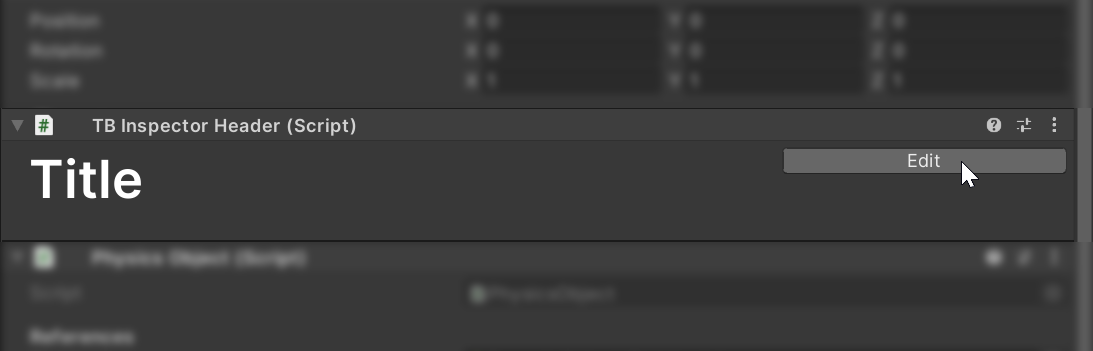 Position X 0 Y 0 Z 0
Rotation X 0 Y 0 Z 0
Scale X 1 Y 1 Z 1
TB Inspector Header (Script)
Edit
Title
Physics Object (Script)
Script PhysicsObject
References